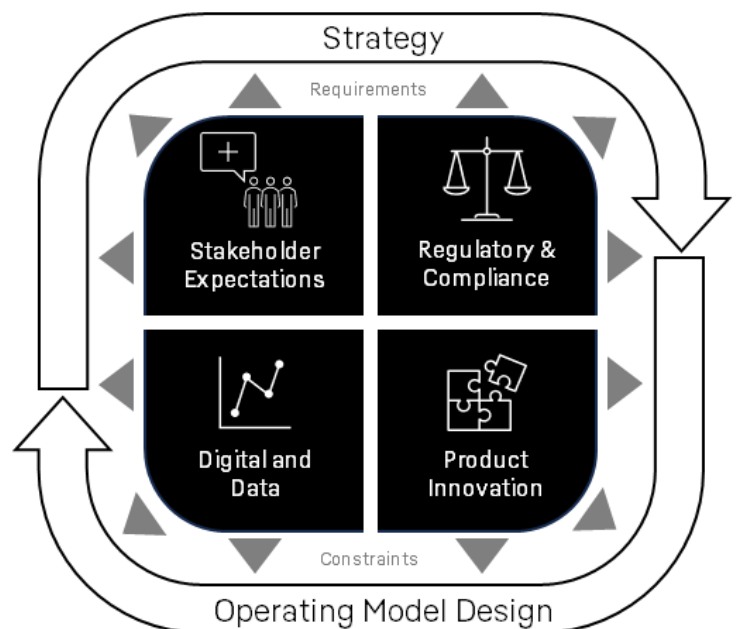 Strategy
Requirements
Stakeholder
Expectations
Regulatory &
Compliance
Digital and
Data
Product
Innovation
Constraints
Operating Model Design